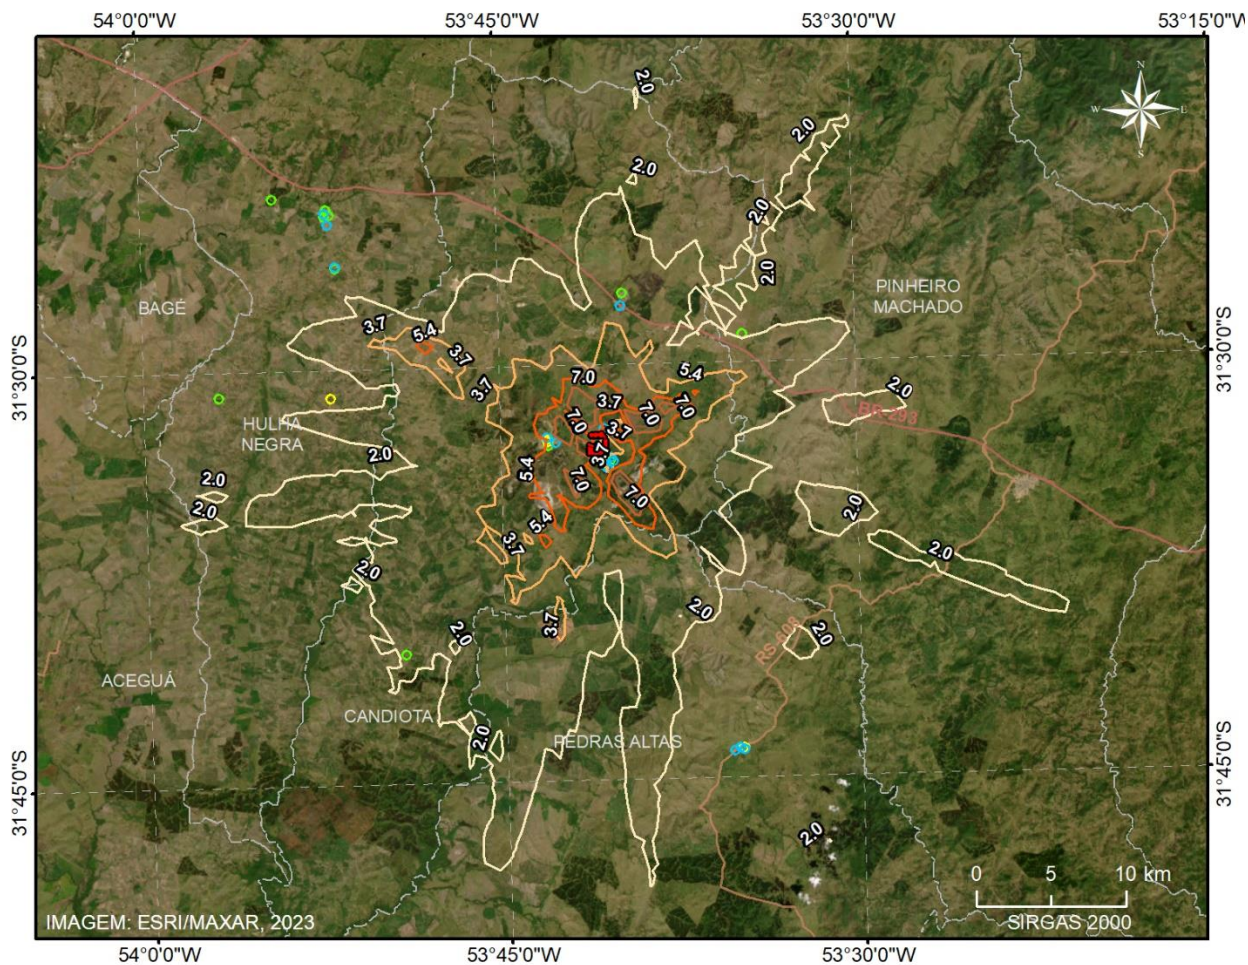 54°0'0"W
53°45'0"W
53°30'0"W
53°15'0"W
N
W
E
S
2.0
2.0
2.0
2.0
2.0
PINHEIRO
MACHADO
BAGÉ
3.7
5.4
3.7
3.7
5.4
7.0
3.7
7.0
7.0
7.0
3.7
3.7
2.0
BR-293
31°30'0"S
31°30'0"S
HULHA
NEGRA
2.0
5.4
7.0
7.0
2.0
2.0
2.0
5.4
3.7
2.0
2.0
3.7
2.0
2.0
2.0
RS-608
ACEGUÁ
CANDIOTA
2.0
PEDRAS ALTAS
31°45'0"S
31°45'0"S
2.0
0 5 10 km
SIRGAS 2000
IMAGEM: ESRI/MAXAR, 2023
54°0'0"W
53°45'0"W
53°30'0"W